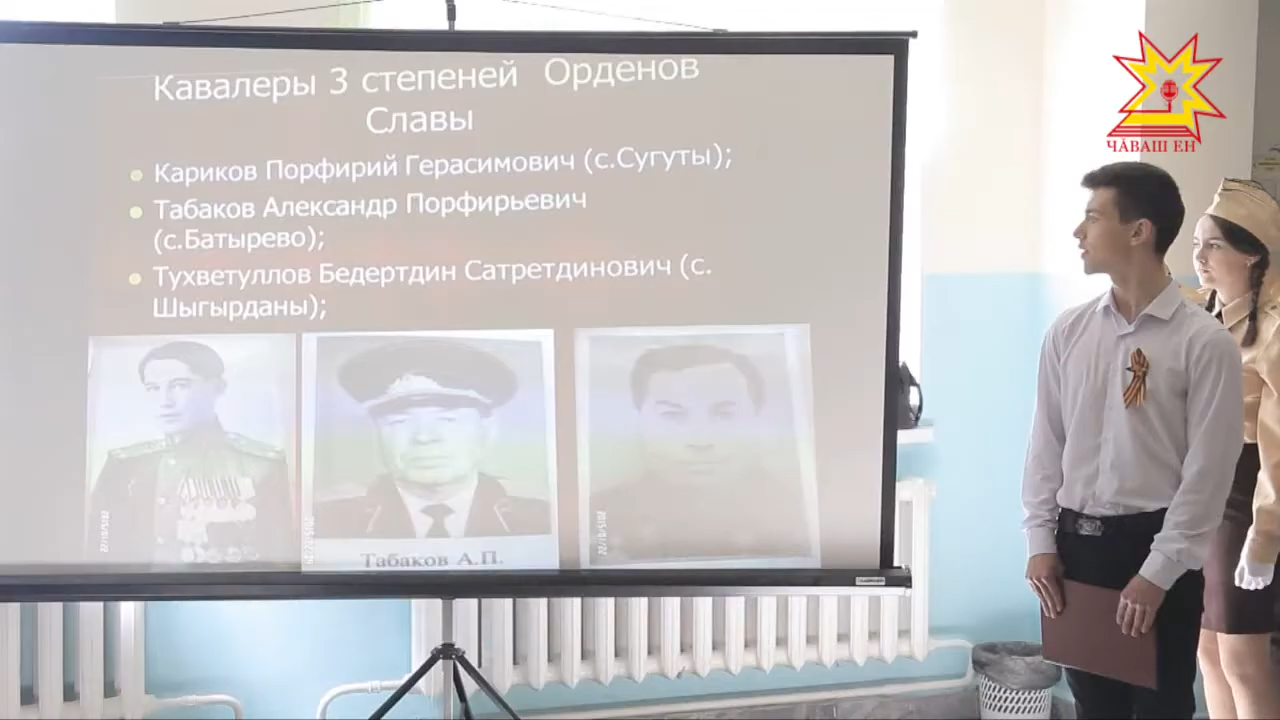 Кавалеры 3 степеней Орденов
Славы
Кариков Порфирий Герасимович (с.Сугуты);
Табаков Александр Порфирьевич
(с.Батырево);
Тухветуллов Бедертдин Сатретдинович (с.
Шыгырданы);
Табаков А.П.
ЧӐВАШ ЕН